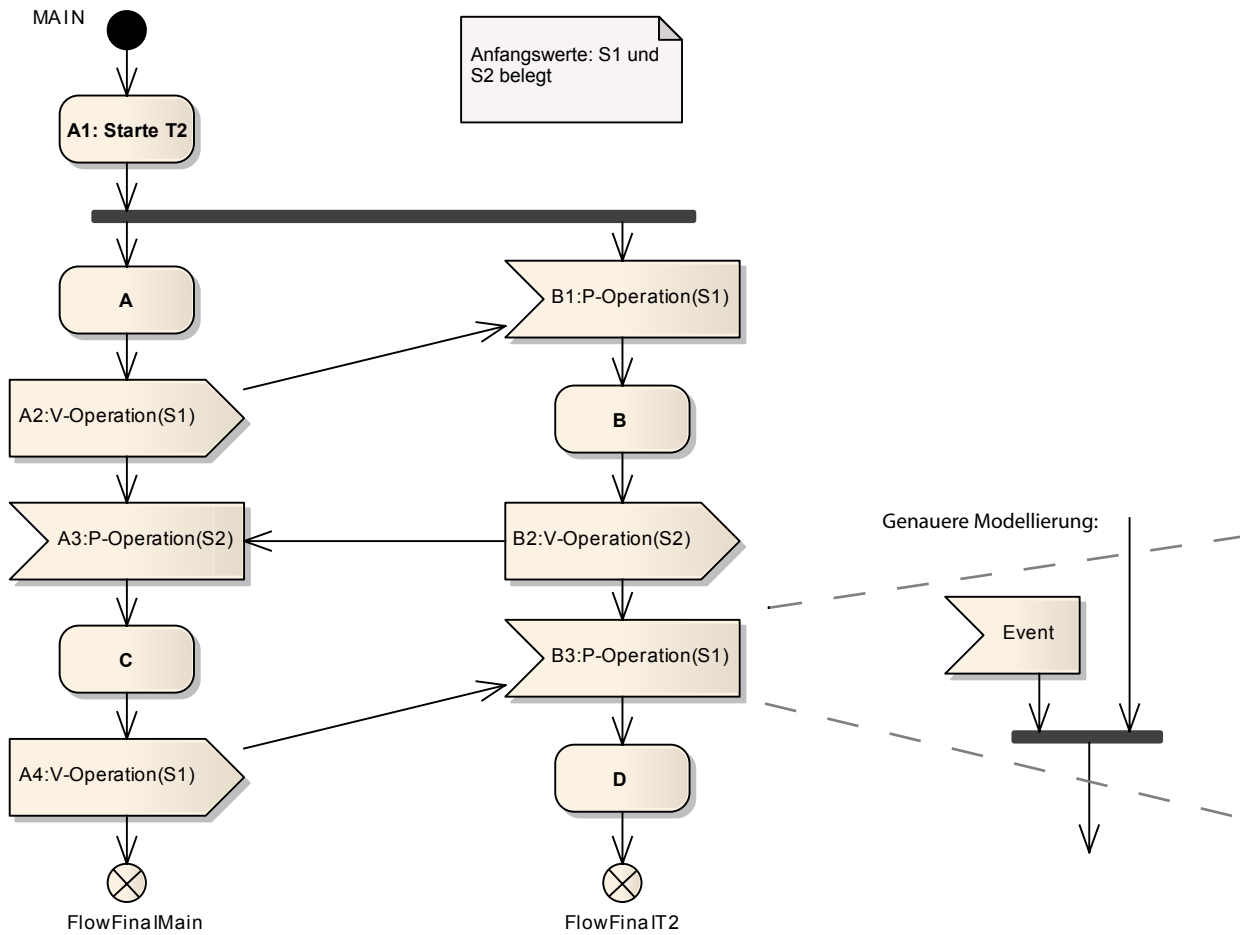 MAIN
Anfangswerte: S1 und
S2 belegt
A1: Starte T2
A
B1:P-Operation(S1)
A2:V-Operation(S1)
B
A3:P-Operation(S2)
B2:V-Operation(S2)
Genauere Modellierung:
Event
C
B3:P-Operation(S1)
A4:V-Operation(S1)
D
FlowFinalMain
FlowFinalT2